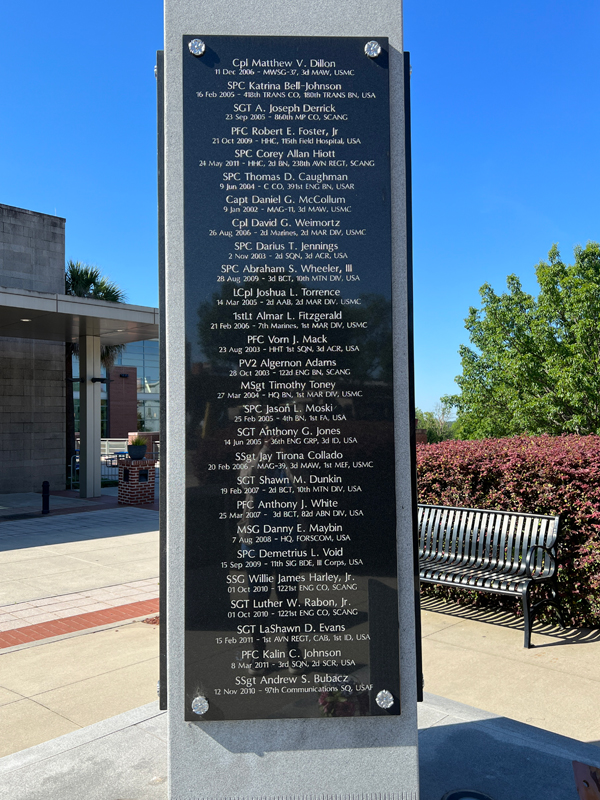 Cpl Matthew V. Dillon
11 Dec 2006 – MWSG-37, 3d MAW, USMC
SPC Katrina Bell-Johnson
16 Feb 2005 - 418th TRANS CO, 180th TRANS BN, USA
SGT A. Joseph Derrick
23 Sep 2005 - 860th MP CO, SCANG
PFC Robert E. Foster, Jr
21 Oct 2009 - HHC, 115th Field Hospital, USA
SPC Corey Allan Hiott
24 May 2011 - HHC, 2d BN, 238th AVN REGT, SCANG
SPC Thomas D. Caughman
9 Jun 2004 - C CO, 391st ENG BN, USAR
Capt Daniel G. McCollum
9 Jan 2002 - MAG-11, 3d MAW, USMC
Cpl David G. Weimortz
26 Aug 2006 - 2d Marines, 2d MAR DIV, USMC
SPC Darius T. Jennings
2 Nov 2003 - 2d SQN, 3d ACR, USA
SPC Abraham S. Wheeler, III
28 Aug 2009 - 3d BCT, 10th MTN DIV, USA
LCpl Joshua L. Torrence
14 Mar 2005 - 2d AAB, 2d MAR DIV, USMC
1stLt Almar L. Fitzgerald
21 Feb 2006 - 7th Marines, 1st MAR DIV, USMC
PFC Vorn J. Mack
23 Aug 2003 - HHT 1st SQN, 3d ACR, USA
PV2 Algernon Adams
28 Oct 2003 - 122d ENG BN, SCANG
MSgt Timothy Toney
27 Mar 2004 - HQ BN, 1st MAR DIV, USMC
SPC Jason L. Moski
25 Feb 2005 - 4th BN, 1st FA, USA
SGT Anthony G. Jones
14 Jun 2005 - 36th ENG GRP, 3d ID, USA
SSgt Jay Tirona Collado
20 Feb 2006 - MAG-39, 3d MAW, 1st MEF, USMC
SGT Shawn M. Dunkin
19 Feb 2007 - 2d BCT, 10th MTN DIV, USA
PFC Anthony J. White
25 Mar 2007 - 3d BCT, 82d ABN DIV, USA
MSG Danny E. Maybin
7 Aug 2008 - HQ, FORSCOM, USA
SPC Demetrius L. Void
15 Sep 2009 - 11th SIG BDE, III Corps, USA
SSG Willie James Harley, Jr.
01 Oct 2010 - 1221st ENG CO, SCANG
SGT Luther W. Rabon, Jr.
01 Oct 2010 - 1221st ENG CO, SCANG
SGT LaShawn D. Evans
15 Feb 2011 - 1st AVN REGT, CAB, 1st ID, USA
PFC Kalin C. Johnson
8 Mar 2011 - 3rd SQN, 2d SCR, USA
SSgt Andrew S. Bubacz
12 Nov 2010 - 97th Communications SQ, USAF